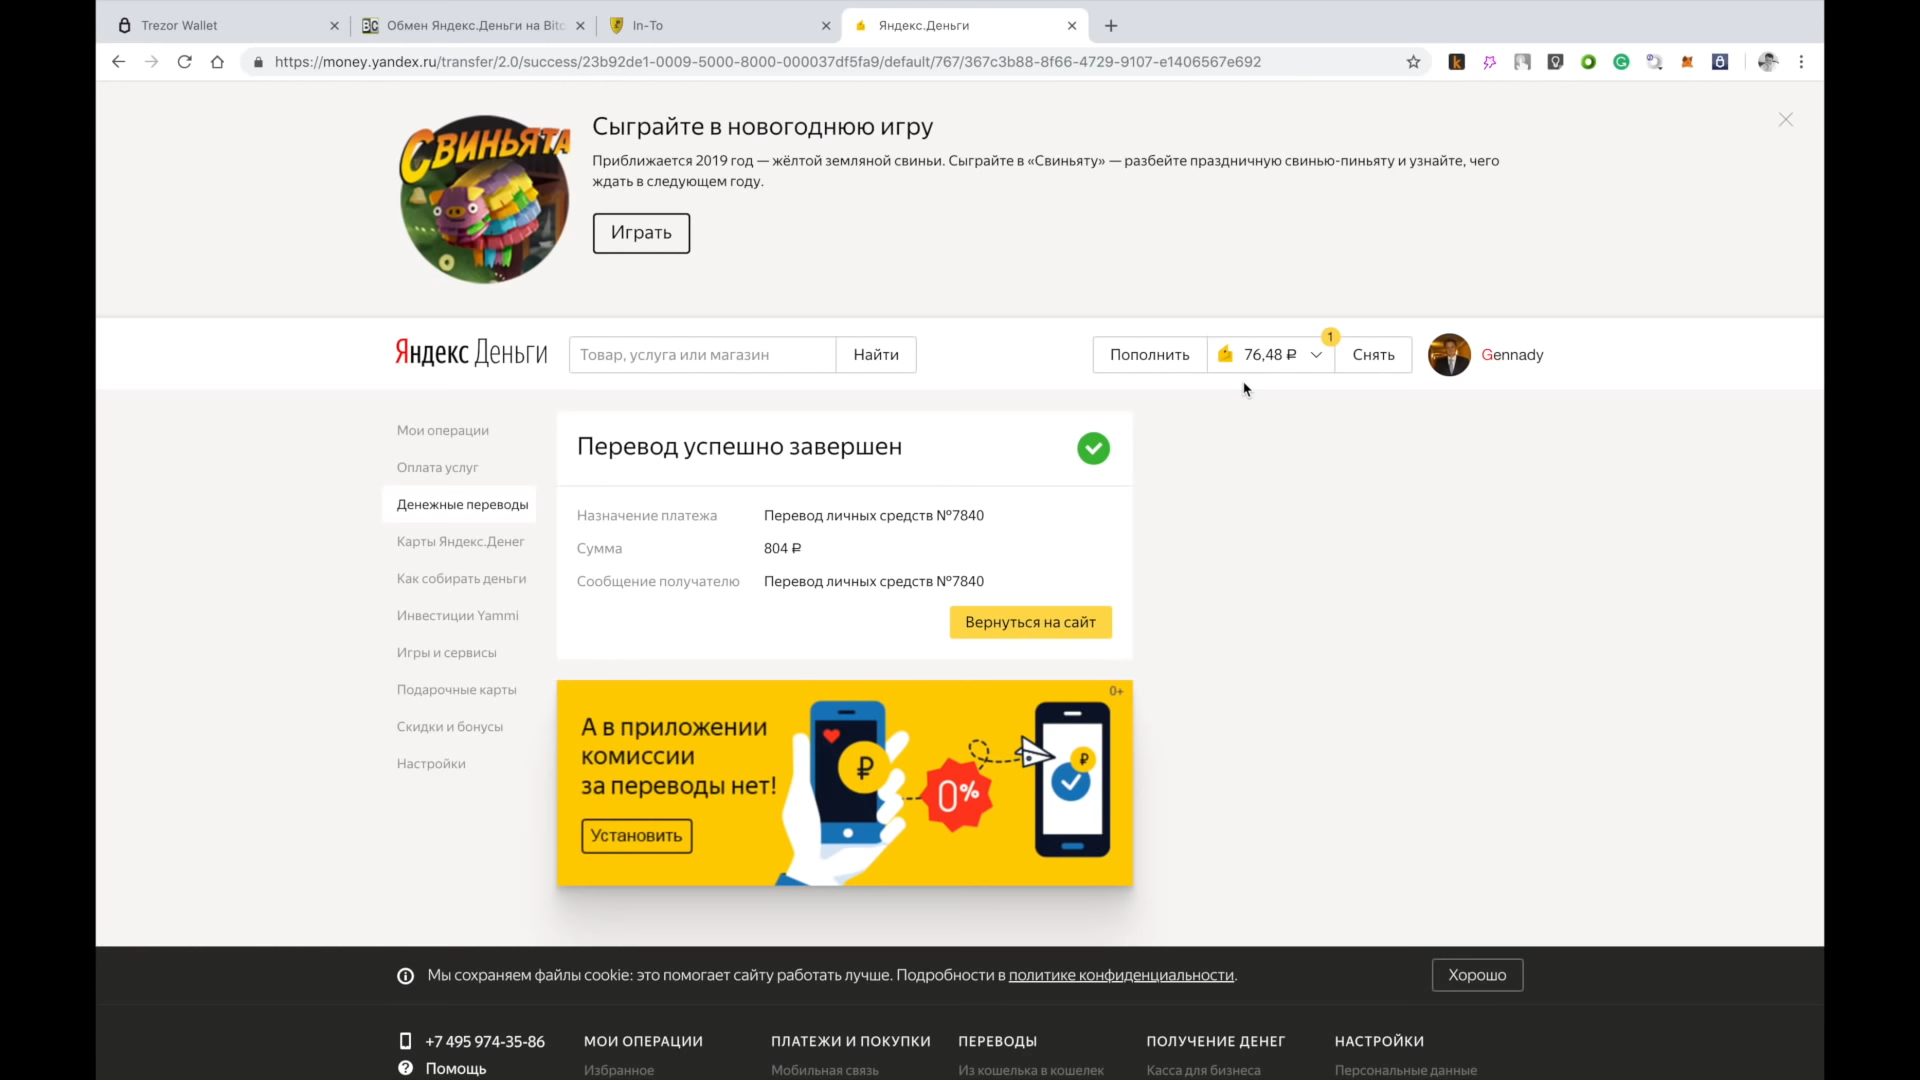 Trezor Wallet
Обмен Яндекс.Деньги на Bitc
In-To
Яндекс.Деньги
https://money.yandex.ru/transfer/2.0/success/23b92de1-0009-5000-8000-000037df5fa9/default/767/367c3b88-8f66-4729-9107-e1406567e692
СВИНЬЯТА
Сыграйте в новогоднюю игру
Приближается 2019 год — жёлтой земляной свиньи. Сыграйте в «Свиньяту» — разбейте праздничную свинью-пиньяту и узнайте, чего
ждать в следующем году.
Играть
Яндекс Деньги
Товар, услуга или магазин
Найти
Пополнить
76,48 ₽
1
Снять
Gennady
Мои операции
Оплата услуг
Денежные переводы
Карты Яндекс.Денег
Как собирать деньги
Инвестиции Yammi
Игры и сервисы
Подарочные карты
Скидки и бонусы
Настройки
Перевод успешно завершен
Назначение платежа Перевод личных средств №7840
Сумма 804 ₽
Сообщение получателю Перевод личных средств №7840
Вернуться на сайт
0+
А в приложении
комиссии
за переводы нет!
Установить
₽
0%
₽
Мы сохраняем файлы cookie: это помогает сайту работать лучше. Подробности в политике конфиденциальности.
Хорошо
+7 495 974-35-86
Помощь
МОИ ОПЕРАЦИИ
Избранное
ПЛАТЕЖИ И ПОКУПКИ
Мобильная связь
ПЕРЕВОДЫ
Из кошелька в кошелек
ПОЛУЧЕНИЕ ДЕНЕГ
Касса для бизнеса
НАСТРОЙКИ
Персональные данные